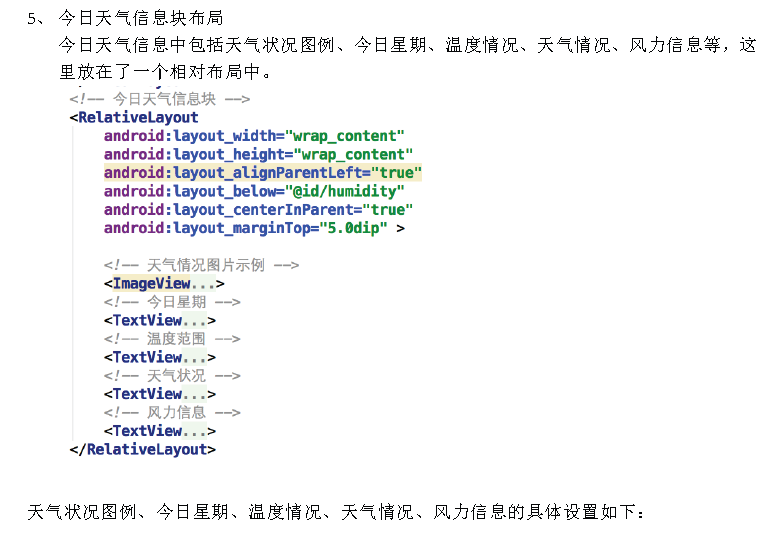 5、 今日天气信息块布局
今日天气信息中包括天气状况图例、今日星期、温度情况、天气情况、风力信息等，这
里放在了一个相对布局中。
<!-- 今日天气信息块 -->
<RelativeLayout
android:layout_width="wrap_content"
android:layout_height="wrap_content"
android:layout_alignParentLeft="true"
android:layout_below="@id/humidity"
android:layout_centerInParent="true"
android:layout_marginTop="5.0dip" >
<!-- 天气情况图片示例 -->
<ImageView...>
<!-- 今日星期 -->
<TextView...>
<!-- 温度范围 -->
<TextView...>
<!-- 天气状况 -->
<TextView...>
<!-- 风力信息 -->
<TextView...>
</RelativeLayout>
天气状况图例、今日星期、温度情况、天气情况、风力信息的具体设置如下：